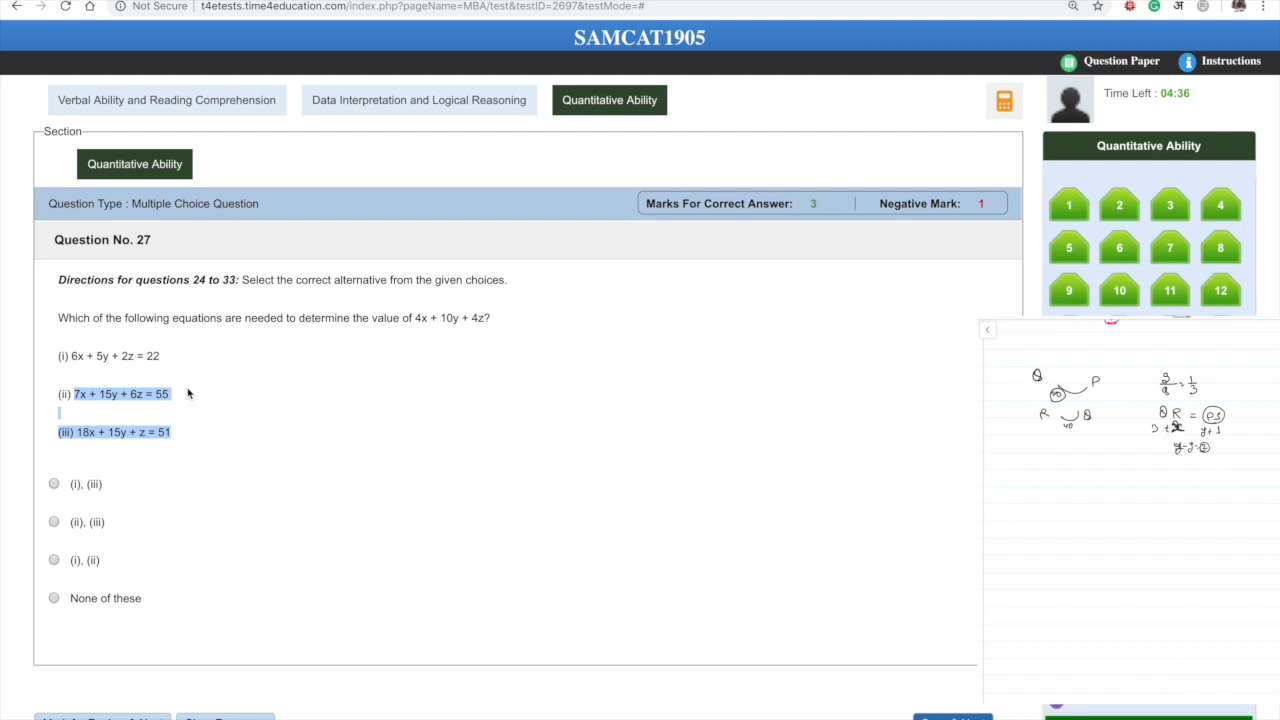 Not Secure
t4etests.time4education.com/index.php?pageName=MBA/test&testID=2697&testMode=#
SAMCAT1905
Question Paper
Instructions
Verbal Ability and Reading Comprehension
Data Interpretation and Logical Reasoning
Quantitative Ability
Time Left : 04:36
Section
Quantitative Ability
Quantitative Ability
Question Type : Multiple Choice Question
Marks For Correct Answer: 3
Negative Mark: 1
1 2 3 4
Question No. 27
5 6 7 8
Directions for questions 24 to 33: Select the correct alternative from the given choices.
9 10 11 12
Which of the following equations are needed to determine the value of 4x + 10y + 4z?
(i) 6x + 5y + 2z = 22
(ii) 7x + 15y + 6z = 55
(iii) 18x + 15y + z = 51
(i), (iii)
(ii), (iii)
(i), (ii)
None of these
Q P
R Q
40
QR = P3
y+1